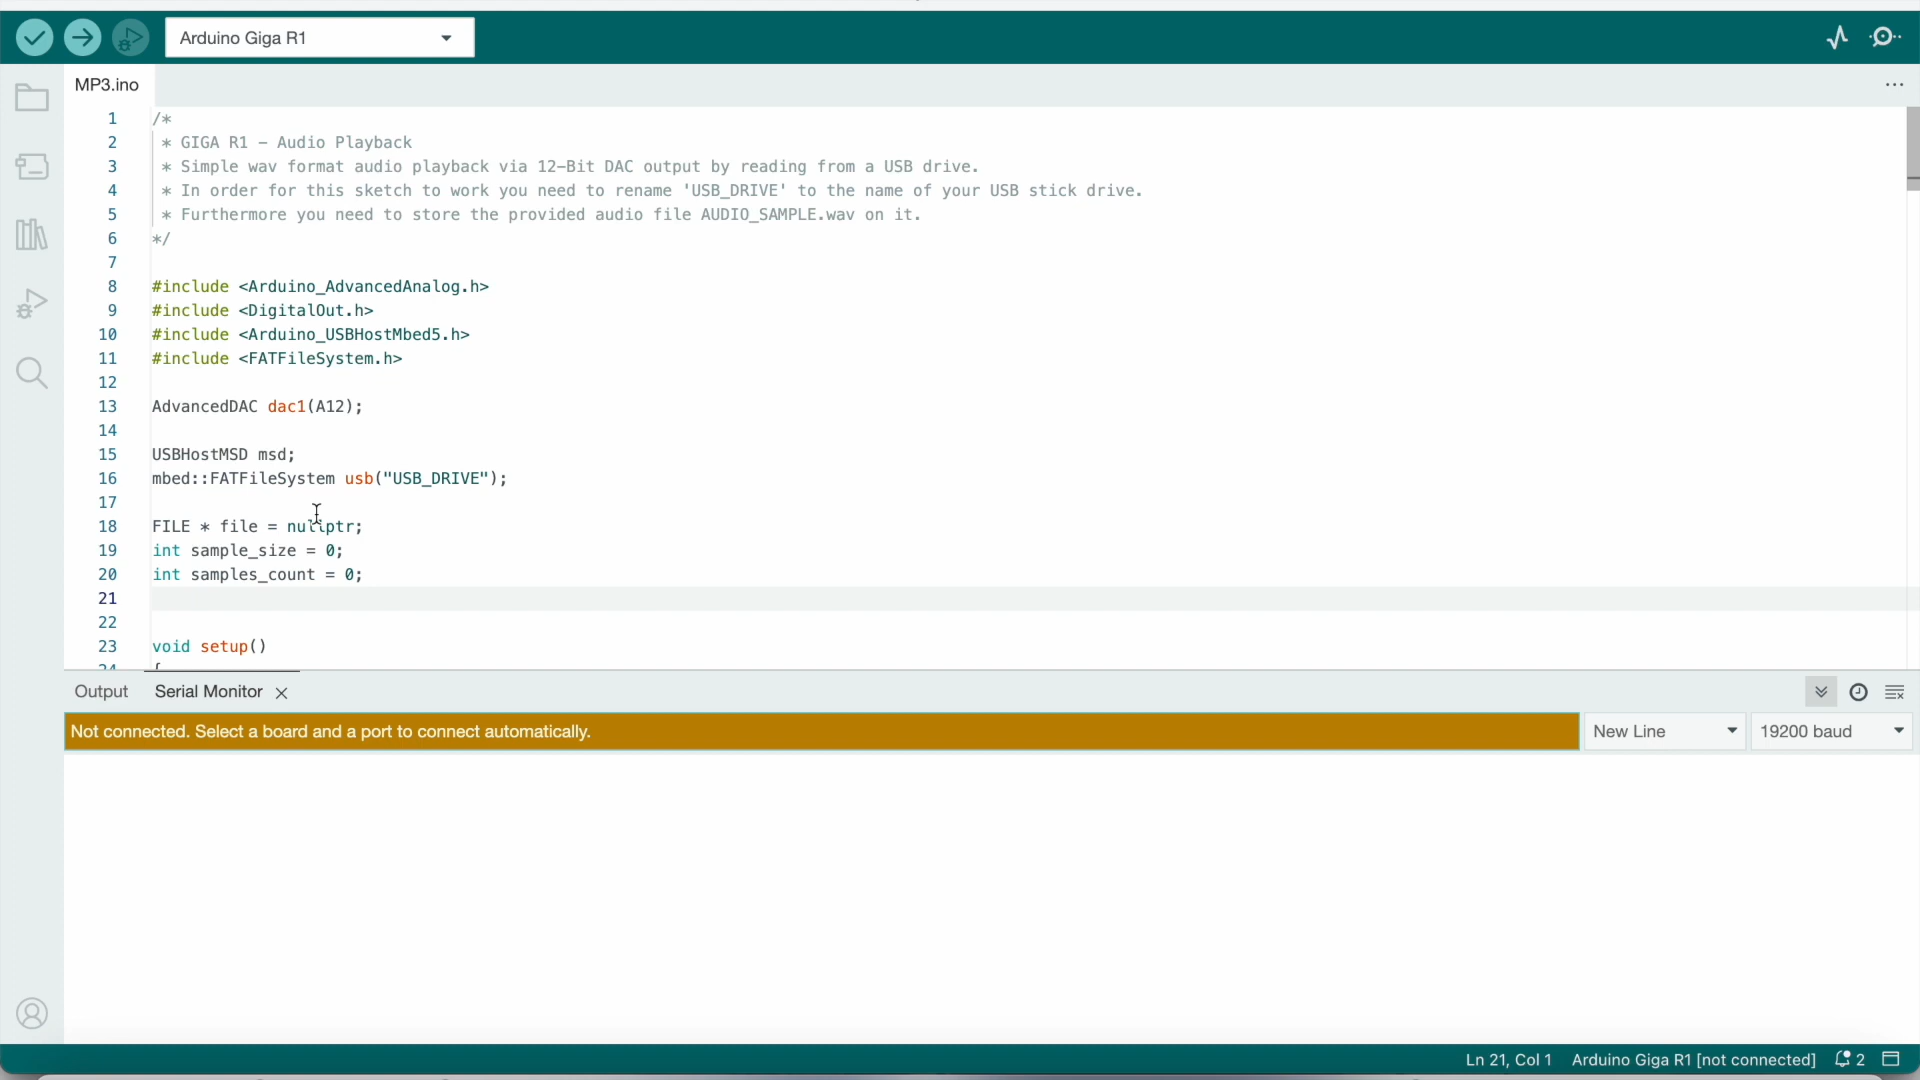 Arduino Giga R1
MP3.ino
1 /*
2 * GIGA R1 – Audio Playback
3 * Simple wav format audio playback via 12-Bit DAC output by reading from a USB drive.
4 * In order for this sketch to work you need to rename 'USB_DRIVE' to the name of your USB stick drive.
5 * Furthermore you need to store the provided audio file AUDIO_SAMPLE.wav on it.
6 */
7
8 #include <Arduino_AdvancedAnalog.h>
9 #include <DigitalOut.h>
10 #include <Arduino_USBHostMbed5.h>
11 #include <FATFileSystem.h>
12
13 AdvancedDAC dac1(A12);
14
15 USBHostMSD msd;
16 mbed::FATFileSystem usb("USB_DRIVE");
17
18 FILE * file = nullptr;
19 int sample_size = 0;
20 int samples_count = 0;
21
22
23 void setup()
24 {
Output Serial Monitor
Not connected. Select a board and a port to connect automatically. New Line 19200 baud
Ln 21, Col 1 Arduino Giga R1 [not connected] 2